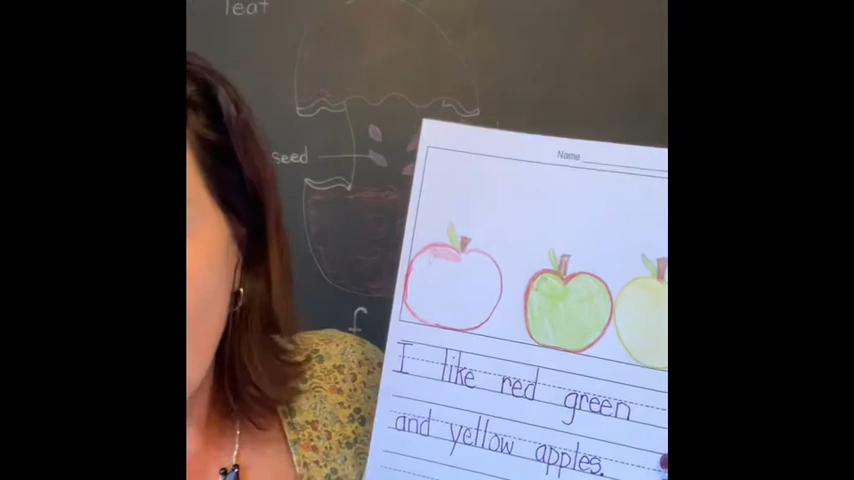 leaf
seed
f
Name
I like red green
and yellow apples.